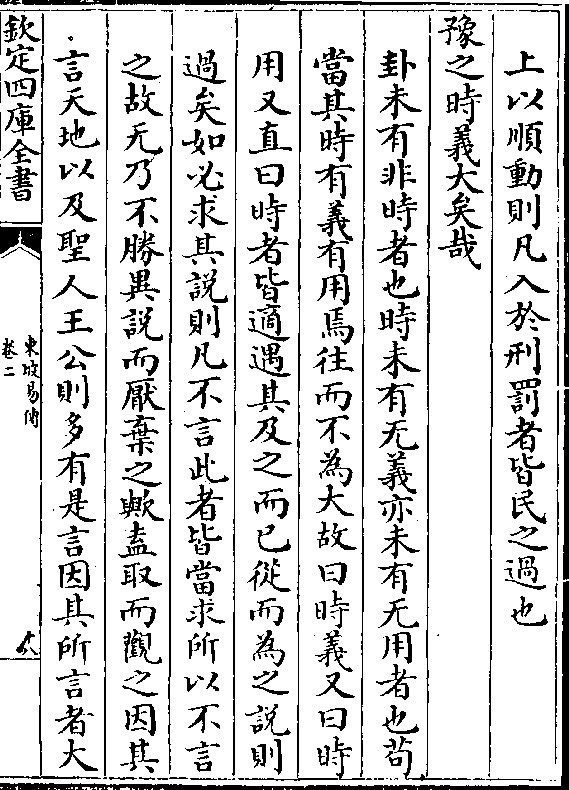 上以順動則凡入於刑罰者皆民之過也
豫之時義大矣哉
卦未有非時者也時未有无義亦未有无用者也茍
當其時有義有用焉往而不為大故曰時義又曰時
用又直曰時者皆適遇其及之而已從而為之説則
過矣如必求其説則凡不言此者皆當求所以不言
之故无乃不勝異説而厭棄之歟盍取而觀之因其
言天地以及聖人王公則多有是言因其所言者大
欽定四庫全書
東坡易傳
卷二